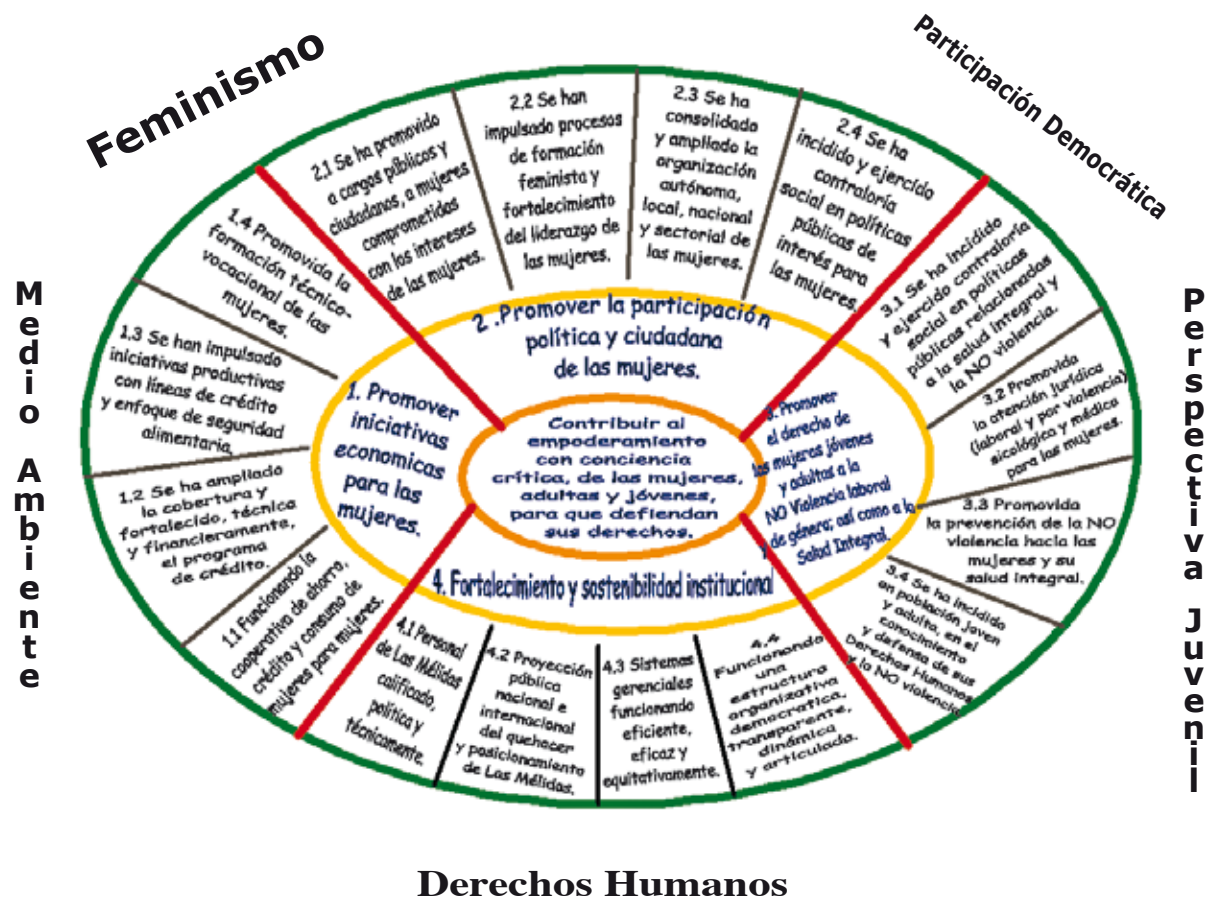 Feminismo
Participación Democrática
Medio Ambiente
Perspectiva Juvenil
Derechos Humanos
Contribuir al
empoderamiento
con conciencia
crítica, de las mujeres,
adultas y jóvenes,
para que defiendan
sus derechos.
1. Promover
iniciativas
economicas
para las
mujeres.
2 .Promover la participación
política y ciudadana
de las mujeres.
3. Promover
el derecho de
las mujeres jóvenes
y adultas a la
NO Violencia laboral
y de género; así como a la
Salud Integral.
4. Fortalecimiento y sostenibilidad institucional
1.1 Funcionando la
cooperativa de ahorro,
crédito y consumo de
mujeres para mujeres.
1.2 Se ha ampliado
la cobertura y
fortalecido, técnica
y financieramente,
el programa
de crédito.
1.3 Se han impulsado
iniciativas productivas
con líneas de crédito
y enfoque de seguridad
alimentaria.
1.4 Promovida la
formación técnico-
vocacional de las
mujeres.
2.1 Se ha promovido
a cargos públicos y
ciudadanos, a mujeres
comprometidas
con los intereses
de las mujeres.
2.2 Se han
impulsado procesos
de formación
feminista y
fortalecimiento
del liderazgo de
las mujeres.
2.3 Se ha
consolidado
y ampliado la
organización
autónoma,
local, nacional
y sectorial de
las mujeres.
2.4 Se ha
incidido y ejercido
contraloría
social en políticas
públicas de
interés para
las mujeres.
3.1 Se ha incidido
y ejercido contraloría
social en políticas
públicas relacionadas
a la salud integral y
la NO violencia.
3.2 Promovida
la atención jurídica
(laboral y por violencia)
sicológica y médica
para las mujeres.
3.3 Promovida
la prevención de la NO
violencia hacia las
mujeres y su
salud integral.
3.4 Se ha incidido
en población joven
y adulta, en el
conocimiento
y defensa de sus
Derechos Humanos
y la NO violencia
4.1 Personal
de Las Mélidas
calificado,
política y
técnicamente.
4.2 Proyección
pública
nacional e
internacional
del quehacer
y posicionamiento
de Las Mélidas.
4.3 Sistemas
gerenciales
funcionando
eficiente,
eficaz y
equitativamente.
4.4
Funcionando
una
estructura
organizativa
democratica,
transparente,
dinámica
y articulada.